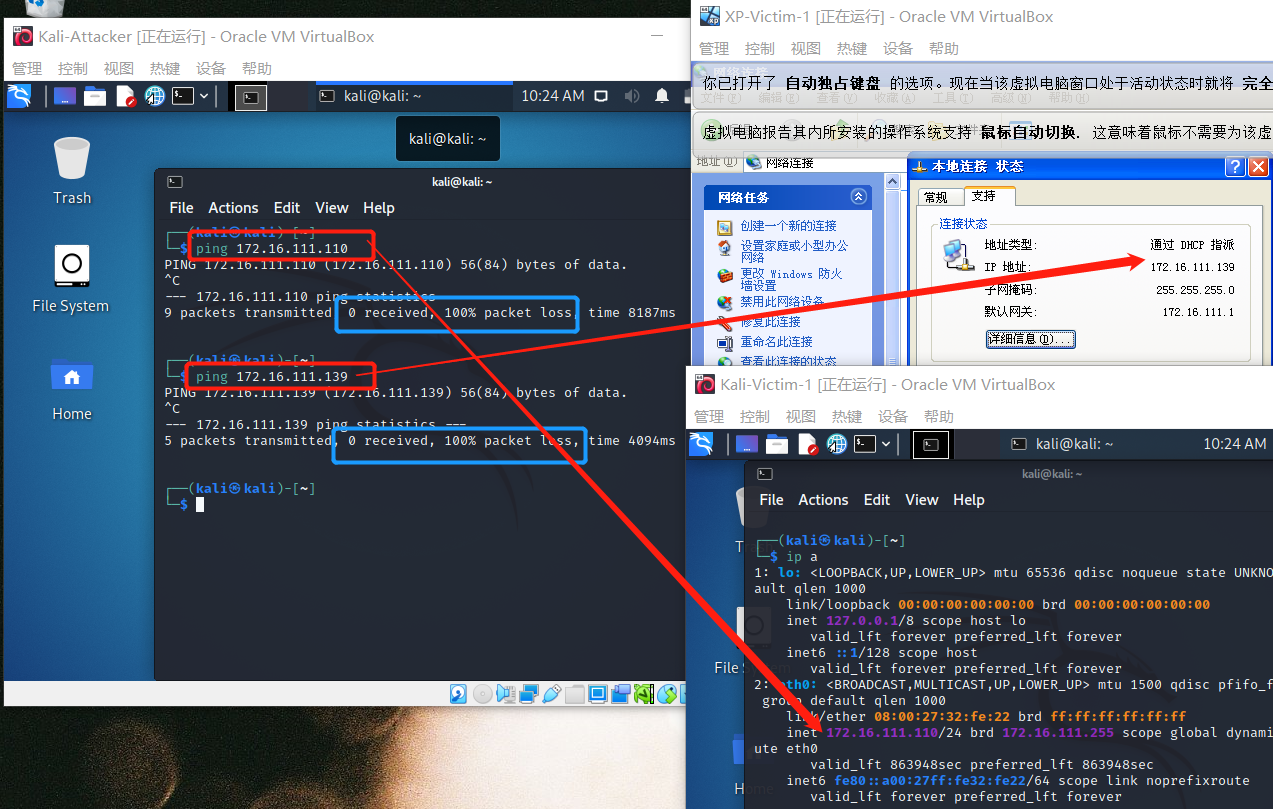 Kali-Attacker [正在运行] - Oracle VM VirtualBox
管理 控制 视图 热键 设备 帮助
kali@kali: ~
10:24 AM
kali@kali: ~
Trash
File System
Home
kali@kali: ~
File Actions Edit View Help
┌──(kali㉿kali)-[~]
└─$ ping 172.16.111.110
PING 172.16.111.110 (172.16.111.110) 56(84) bytes of data.
^C
--- 172.16.111.110 ping statistics
9 packets transmitted, 0 received, 100% packet loss, time 8187ms
┌──(kali㉿kali)-[~]
└─$ ping 172.16.111.139
PING 172.16.111.139 (172.16.111.139) 56(84) bytes of data.
^C
--- 172.16.111.139 ping statistics ---
5 packets transmitted, 0 received, 100% packet loss, time 4094ms
┌──(kali㉿kali)-[~]
└─$
XP-Victim-1 [正在运行] - Oracle VM VirtualBox
管理 控制 视图 热键 设备 帮助
你已打开了 自动独占键盘 的选项。现在当该虚拟电脑窗口处于活动状态时就将 完全
文件(F) 编辑(E) 查看(V) 收藏(A) 工具(T) 高级(N) 帮助(H)
虚拟电脑报告其内所安装的操作系统支持 鼠标自动切换. 这意味着鼠标不需要为该虚
地址(D) 网络连接
网络任务
创建一个新的连接
设置家庭或小型办公
网络
更改 Windows 防火
墙设置
禁用此网络设备
修复此连接
重命名此连接
查看此连接的状态
本地连接 状态
常规 支持
连接状态
地址类型: 通过 DHCP 指派
IP 地址: 172.16.111.139
子网掩码: 255.255.255.0
默认网关: 172.16.111.1
详细信息(D)...
Kali-Victim-1 [正在运行] - Oracle VM VirtualBox
管理 控制 视图 热键 设备 帮助
kali@kali: ~
10:24 AM
kali@kali: ~
File Actions Edit View Help
┌──(kali㉿kali)-[~]
└─$ ip a
1: lo: <LOOPBACK,UP,LOWER_UP> mtu 65536 qdisc noqueue state UNKNO
ault qlen 1000
link/loopback 00:00:00:00:00:00 brd 00:00:00:00:00:00
inet 127.0.0.1/8 scope host lo
valid_lft forever preferred_lft forever
inet6 ::1/128 scope host
valid_lft forever preferred_lft forever
2: eth0: <BROADCAST,MULTICAST,UP,LOWER_UP> mtu 1500 qdisc pfifo_f
group default qlen 1000
link/ether 08:00:27:32:fe:22 brd ff:ff:ff:ff:ff:ff
inet 172.16.111.110/24 brd 172.16.111.255 scope global dynami
ute eth0
valid_lft 863948sec preferred_lft 863948sec
inet6 fe80::a00:27ff:fe32:fe22/64 scope link noprefixroute
valid_lft forever preferred_lft forever